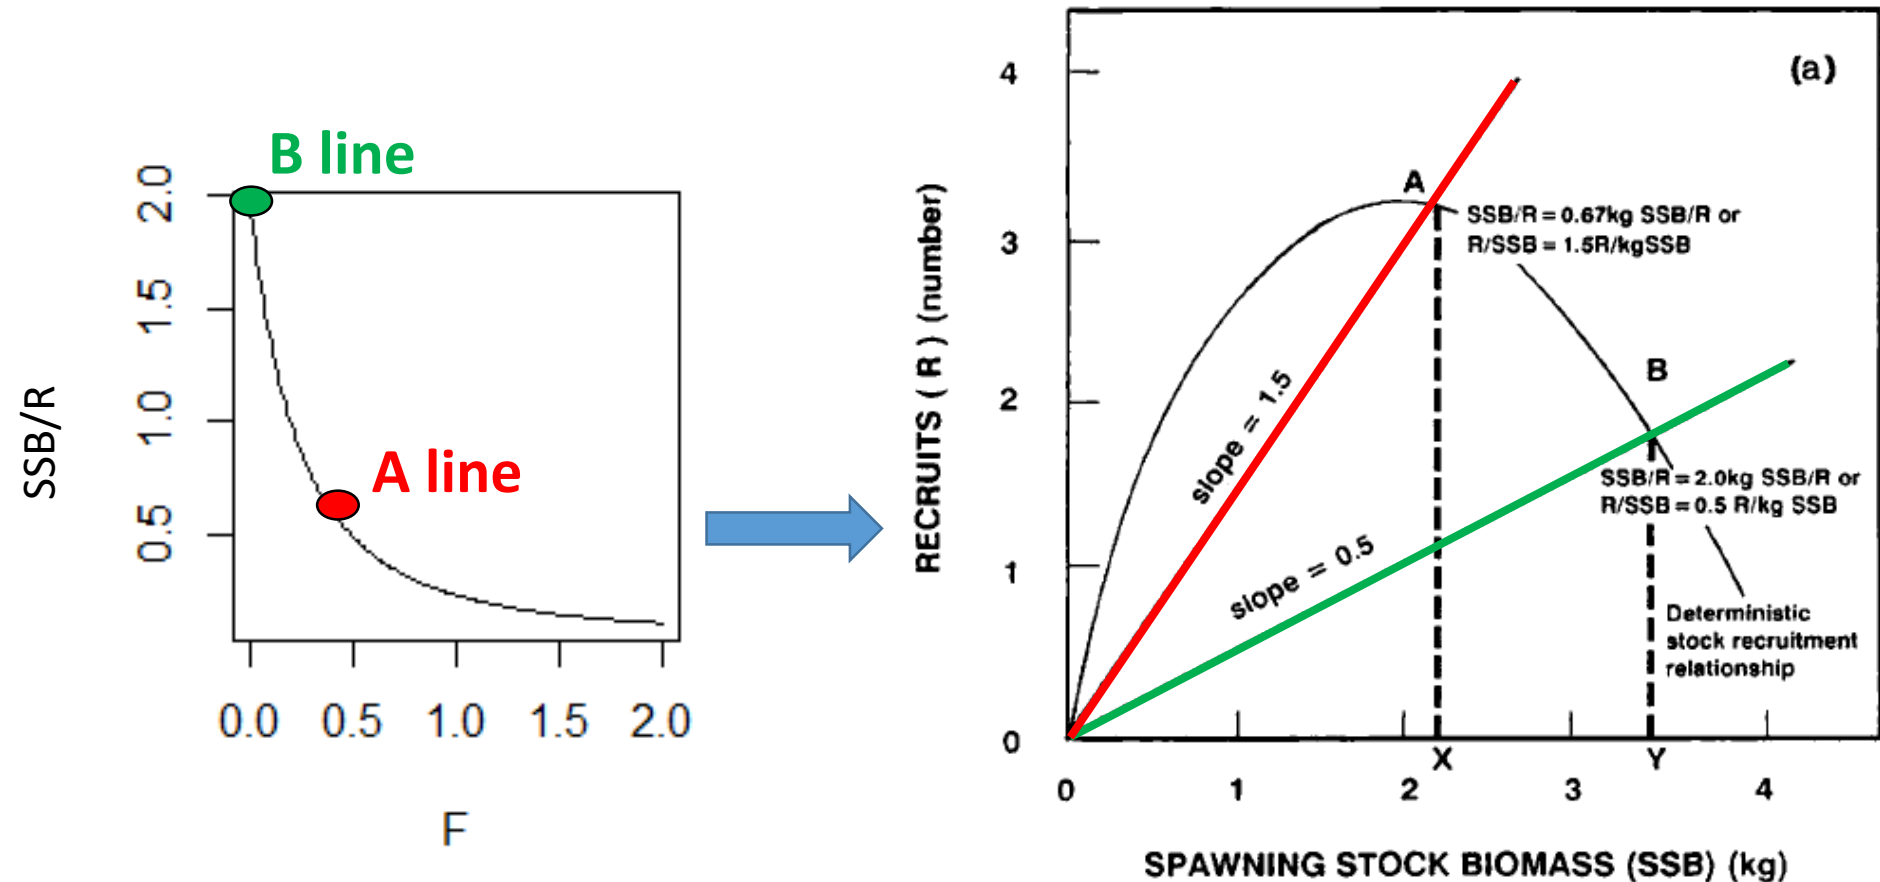 B line
A line
SSB/R
2.0
1.5
1.0
0.5
0.0 0.5 1.0 1.5 2.0
F
(a)
RECRUITS ( R ) (number)
4
3
2
1
0
A
SSB/R = 0.67kg SSB/R or
R/SSB = 1.5R/kgSSB
slope = 1.5
B
SSB/R = 2.0kg SSB/R or
R/SSB = 0.5 R/kg SSB
slope = 0.5
Deterministic
stock recruitment
relationship
X Y
0 1 2 3 4
SPAWNING STOCK BIOMASS (SSB) (kg)